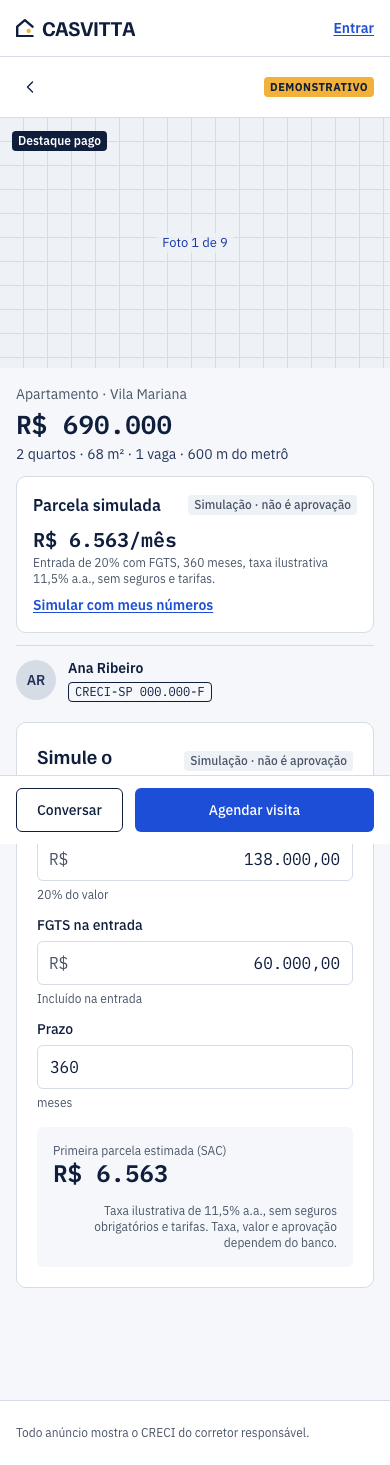 CASVITTA
Entrar
DEMONSTRATIVO
Destaque pago
Foto 1 de 9
Apartamento · Vila Mariana
R$ 690.000
2 quartos · 68 m² · 1 vaga · 600 m do metrô
Parcela simulada
Simulação · não é aprovação
R$ 6.563/mês
Entrada de 20% com FGTS, 360 meses, taxa ilustrativa
11,5% a.a., sem seguros e tarifas.
Simular com meus números
AR
Ana Ribeiro
CRECI-SP 000.000-F
Simule o
Simulação · não é aprovação
Conversar
Agendar visita
R$ 138.000,00
20% do valor
FGTS na entrada
R$ 60.000,00
Incluído na entrada
Prazo
360
meses
Primeira parcela estimada (SAC)
R$ 6.563
Taxa ilustrativa de 11,5% a.a., sem seguros
obrigatórios e tarifas. Taxa, valor e aprovação
dependem do banco.
Todo anúncio mostra o CRECI do corretor responsável.